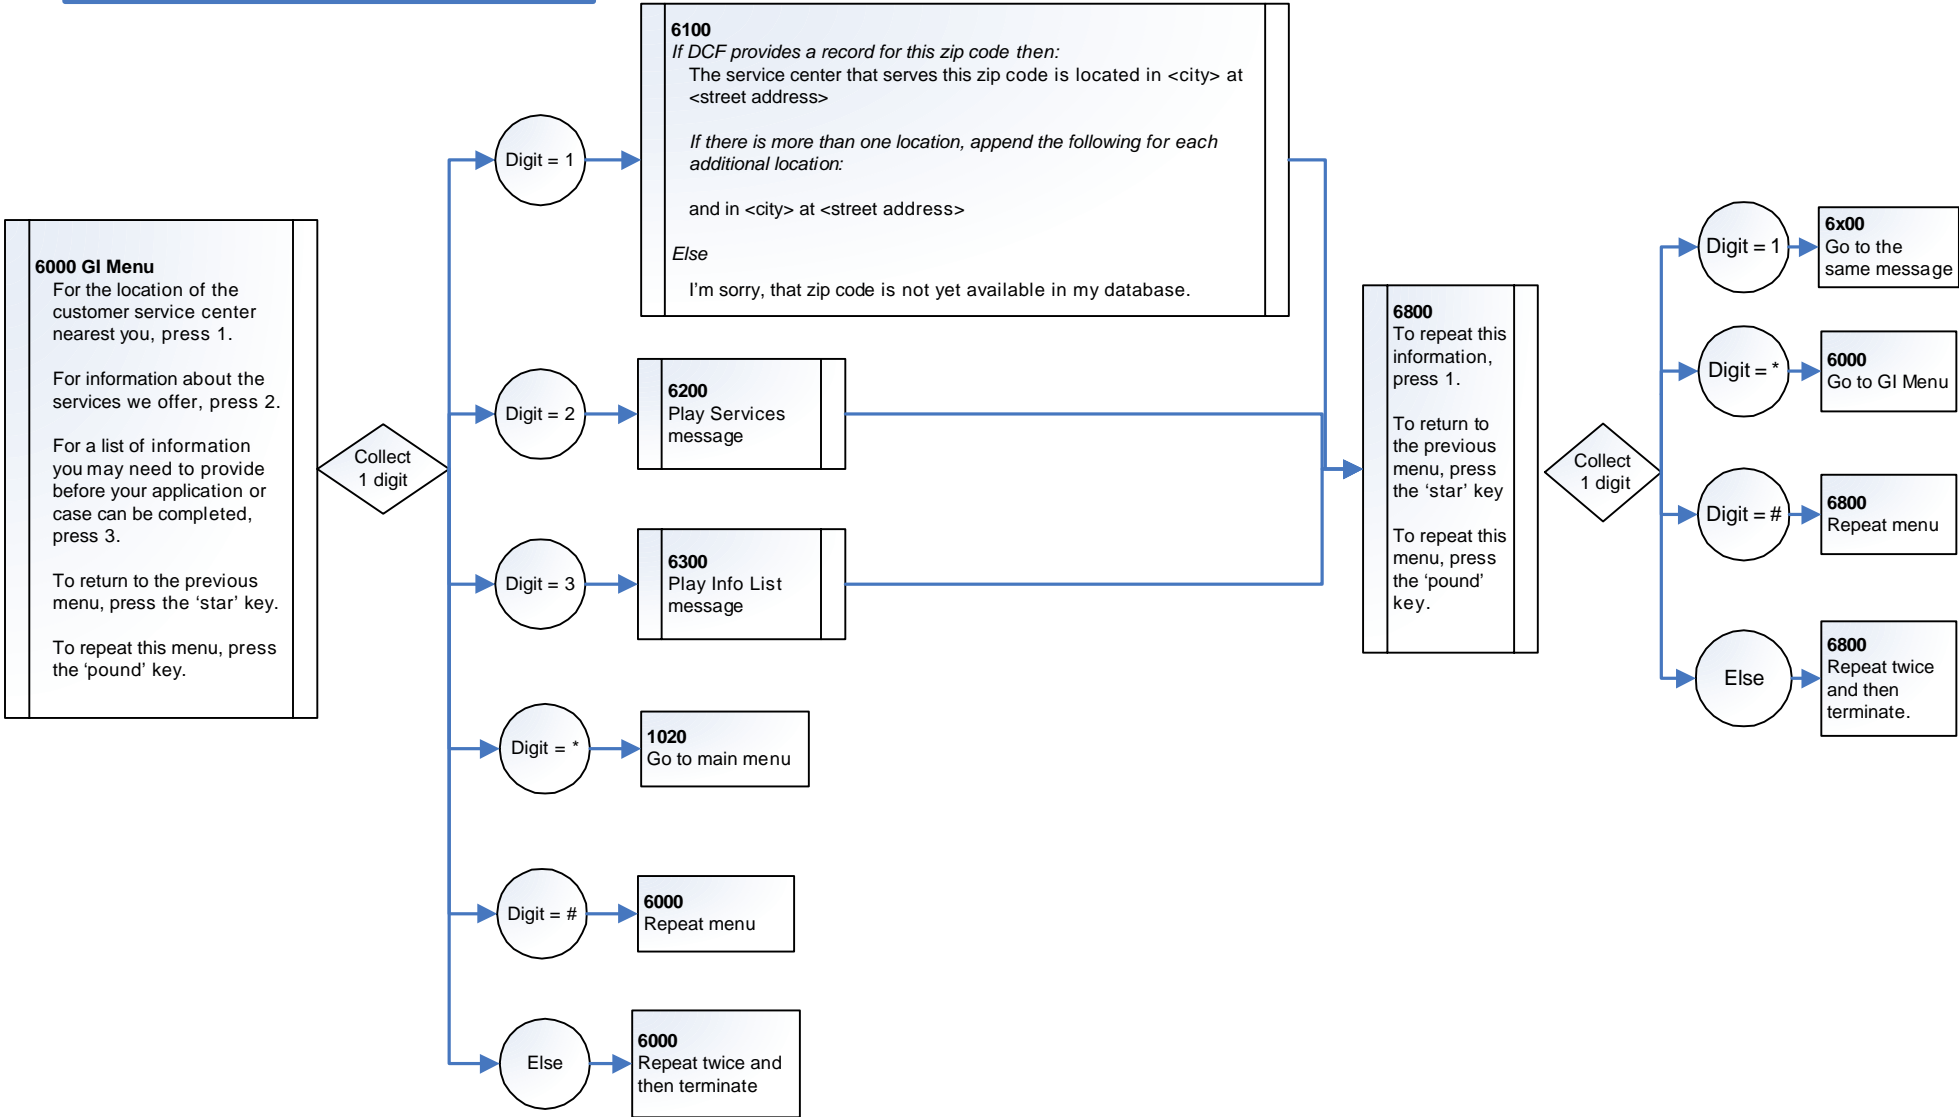 6000 GI Menu
For the location of the
customer service center
nearest you, press 1.
For information about the
services we offer, press 2.
For a list of information
you may need to provide
before your application or
case can be completed,
press 3.
To return to the previous
menu, press the ‘star’ key.
To repeat this menu, press
the ‘pound’ key.
Collect
1 digit
Digit = 1
6100
If DCF provides a record for this zip code then:
The service center that serves this zip code is located in <city> at
<street address>
If there is more than one location, append the following for each
additional location:
and in <city> at <street address>
Else
I’m sorry, that zip code is not yet available in my database.
Digit = 2
6200
Play Services
message
Digit = 3
6300
Play Info List
message
Digit = *
1020
Go to main menu
Digit = #
6000
Repeat menu
Else
6000
Repeat twice and
then terminate
6800
To repeat this
information,
press 1.
To return to
the previous
menu, press
the ‘star’ key
To repeat this
menu, press
the ‘pound’
key.
Collect
1 digit
Digit = 1
6x00
Go to the
same message
Digit = *
6000
Go to GI Menu
Digit = #
6800
Repeat menu
Else
6800
Repeat twice
and then
terminate.